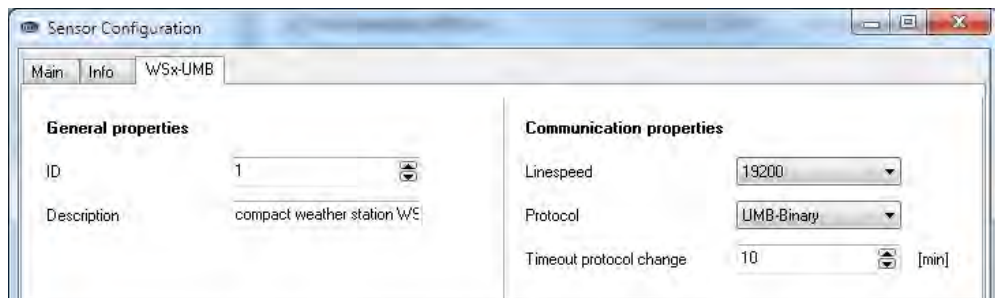 Sensor Configuration
Main Info WSx-UMB
General properties
ID 1
Description compact weather station WS
Communication properties
Linespeed 19200
Protocol UMB-Binary
Timeout protocol change 10 [min]